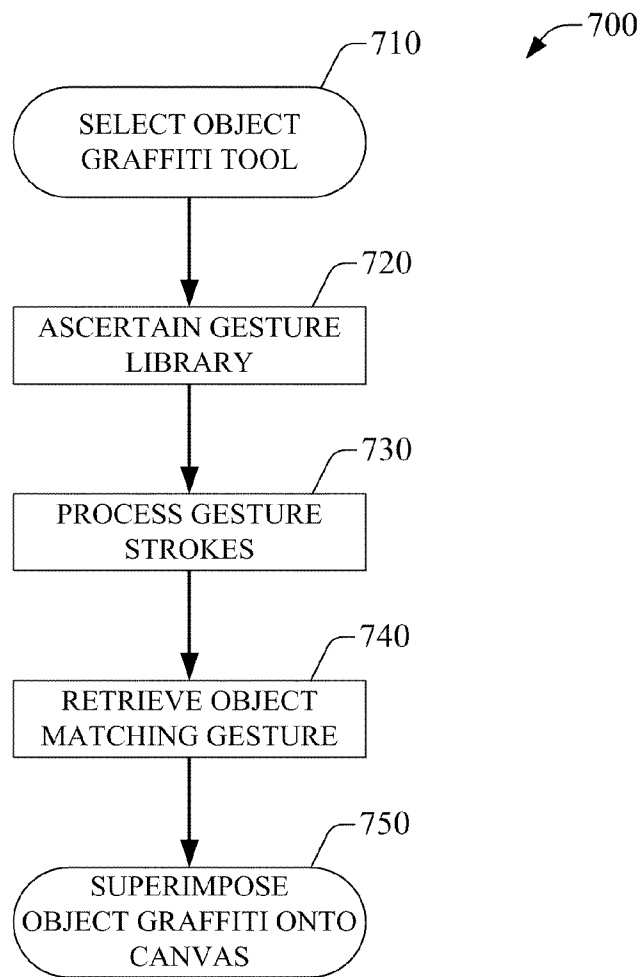 700
710
SELECT OBJECT
GRAFFITI TOOL
720
ASCERTAIN GESTURE
LIBRARY
730
PROCESS GESTURE
STROKES
740
RETRIEVE OBJECT
MATCHING GESTURE
750
SUPERIMPOSE
OBJECT GRAFFITI ONTO
CANVAS